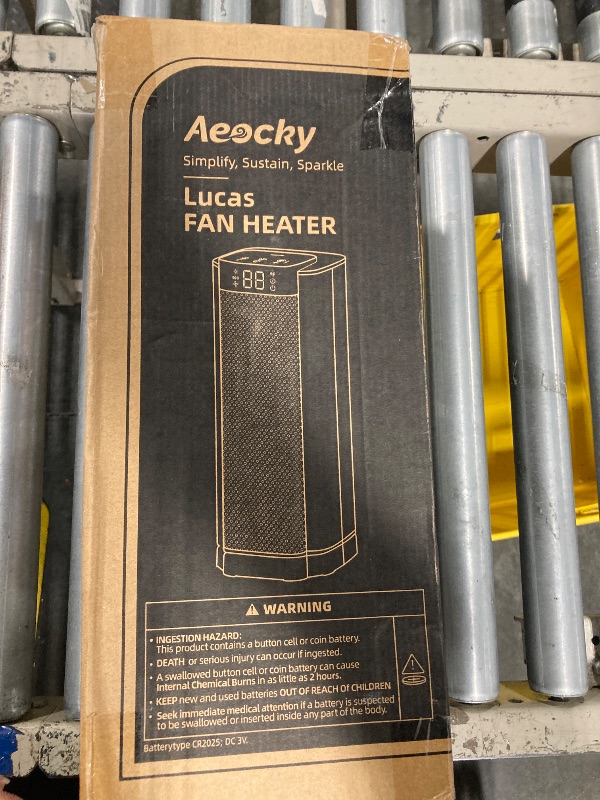 Aeocky
Simplify, Sustain, Sparkle
Lucas
FAN HEATER
88
WARNING
• INGESTION HAZARD:
This product contains a button cell or coin battery.
• DEATH or serious injury can occur if ingested.
• A swallowed button cell or coin battery can cause
Internal Chemical Burns in as little as 2 hours.
• KEEP new and used batteries OUT OF REACH Of CHILDREN
• Seek immediate medical attention if a battery is suspected
to be swallowed or inserted inside any part of the body.
Batterytype CR2025; DC 3V.